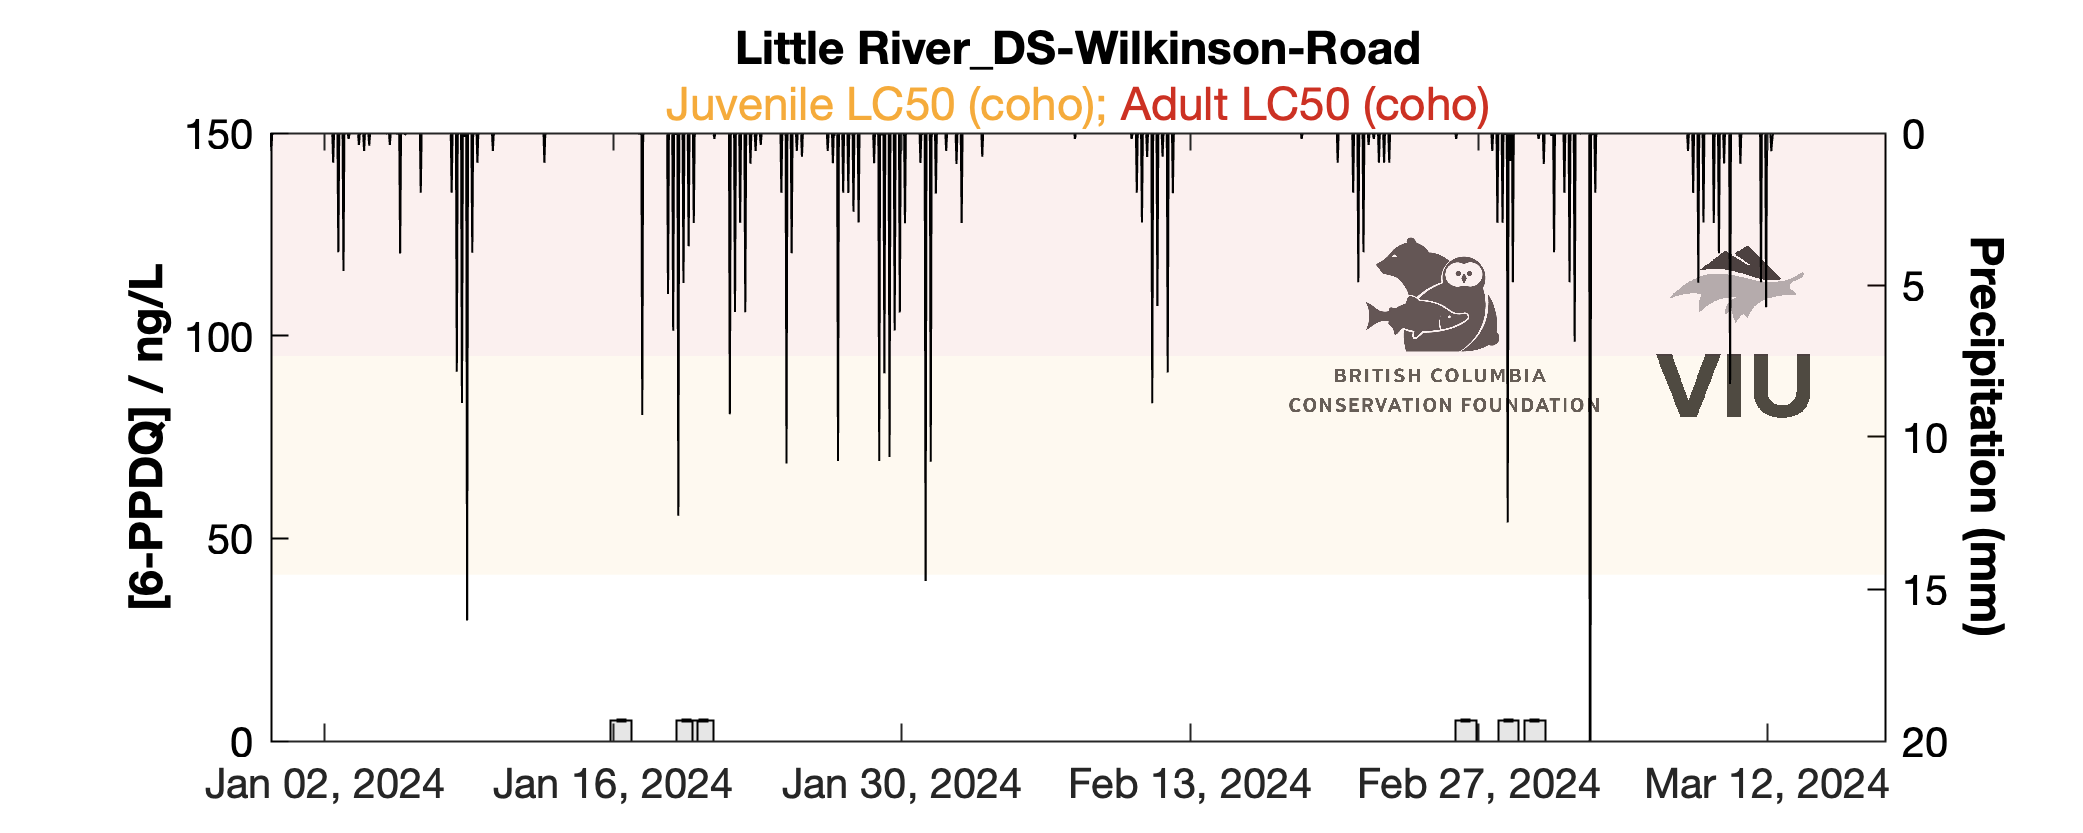 Little River_DS-Wilkinson-Road
Juvenile LC50 (coho); Adult LC50 (coho)
[6-PPDQ] / ng/L
150
100
50
0
Precipitation (mm)
0
5
10
15
20
BRITISH COLUMBIA
CONSERVATION FOUNDATION
VIU
Jan 02, 2024
Jan 16, 2024
Jan 30, 2024
Feb 13, 2024
Feb 27, 2024
Mar 12, 2024